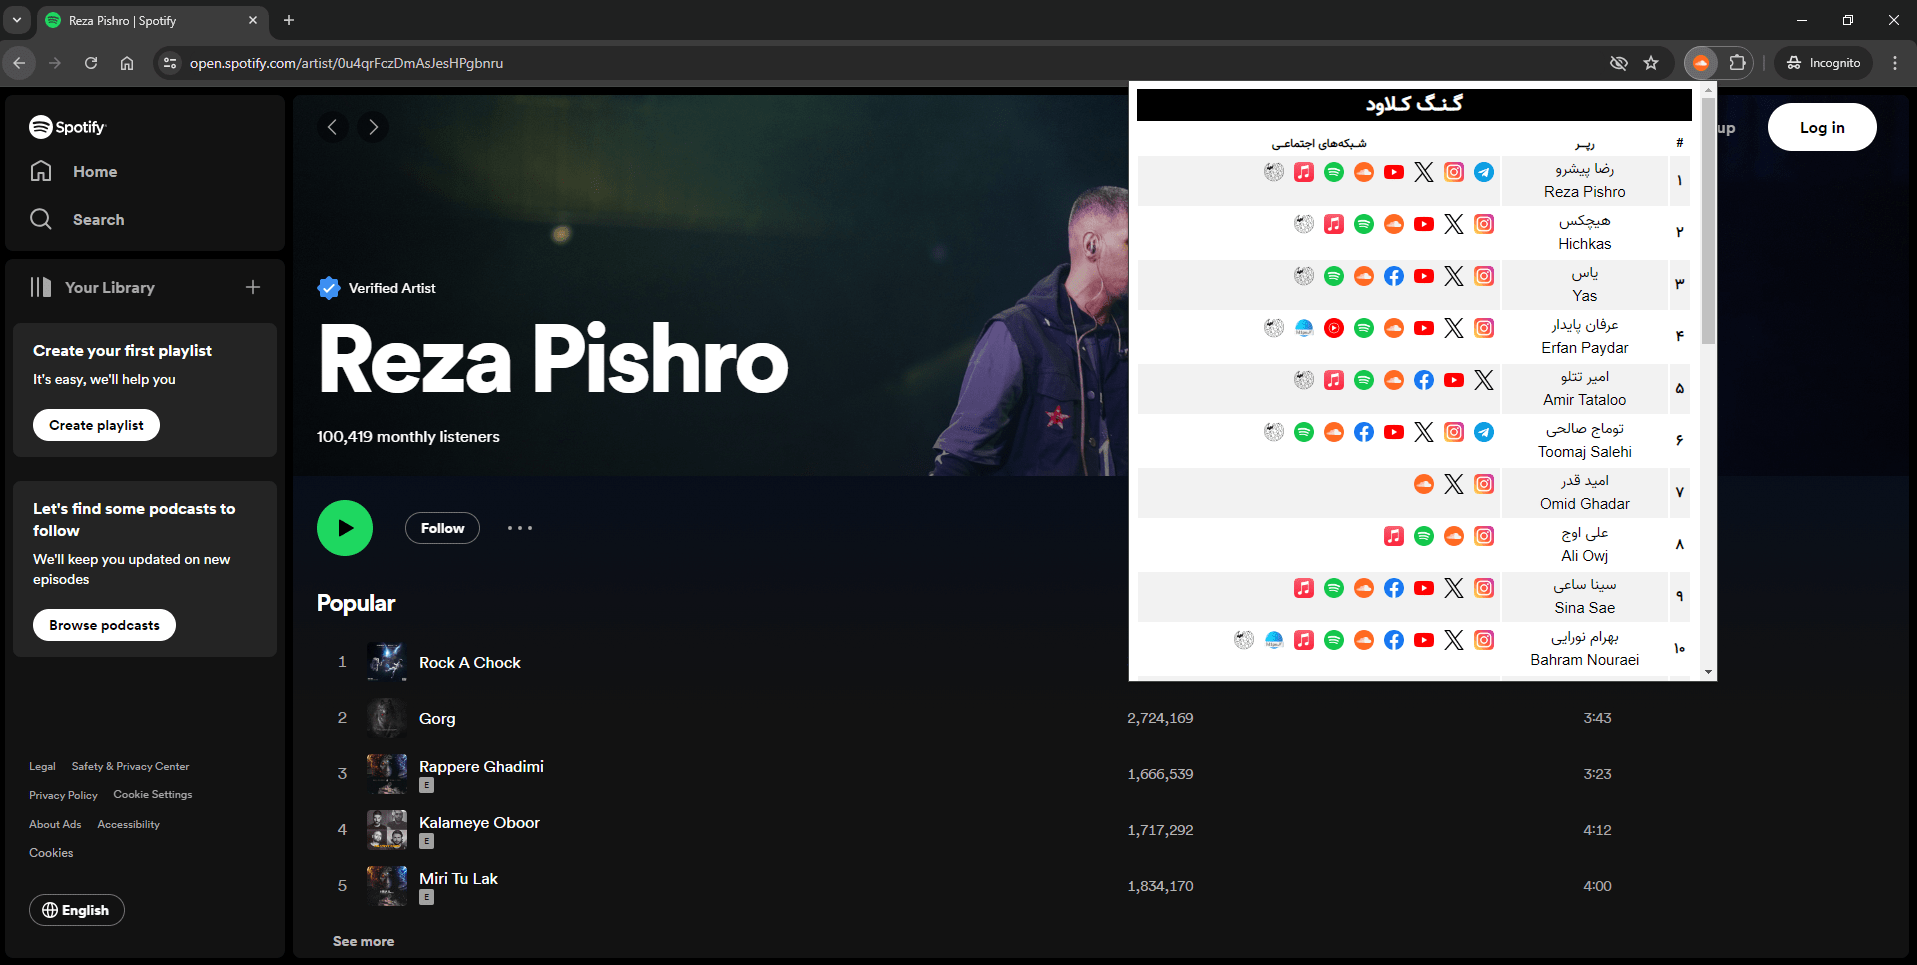 Reza Pishro | Spotify
open.spotify.com/artist/0u4qrFczDmAsJesHPgbnru
Incognito
Spotify
Home
Search
Your Library
Create your first playlist
It's easy, we'll help you
Create playlist
Let's find some podcasts to
follow
We'll keep you updated on new
episodes
Browse podcasts
Legal Safety & Privacy Center
Privacy Policy Cookie Settings
About Ads Accessibility
Cookies
English
Verified Artist
Reza Pishro
100,419 monthly listeners
Follow
Popular
1 Rock A Chock
2 Gorg 2,724,169 3:43
3 Rappere Ghadimi 1,666,539 3:23
E
4 Kalameye Oboor 1,717,292 4:12
E
5 Miri Tu Lak 1,834,170 4:00
E
See more
up
Log in
گـنـگ کـلاود
# رپــر شـبکه‌های اجتماعـی
۱ رضا پیشرو
Reza Pishro
۲ هیچکس
Hichkas
۳ یاس
Yas
۴ عرفان پایدار
Erfan Paydar
۵ امیر تتلو
Amir Tataloo
۶ توماج صالحی
Toomaj Salehi
۷ امید قدر
Omid Ghadar
۸ علی اوج
Ali Owj
۹ سینا ساعی
Sina Sae
۱۰ بهرام نورایی
Bahram Nouraei